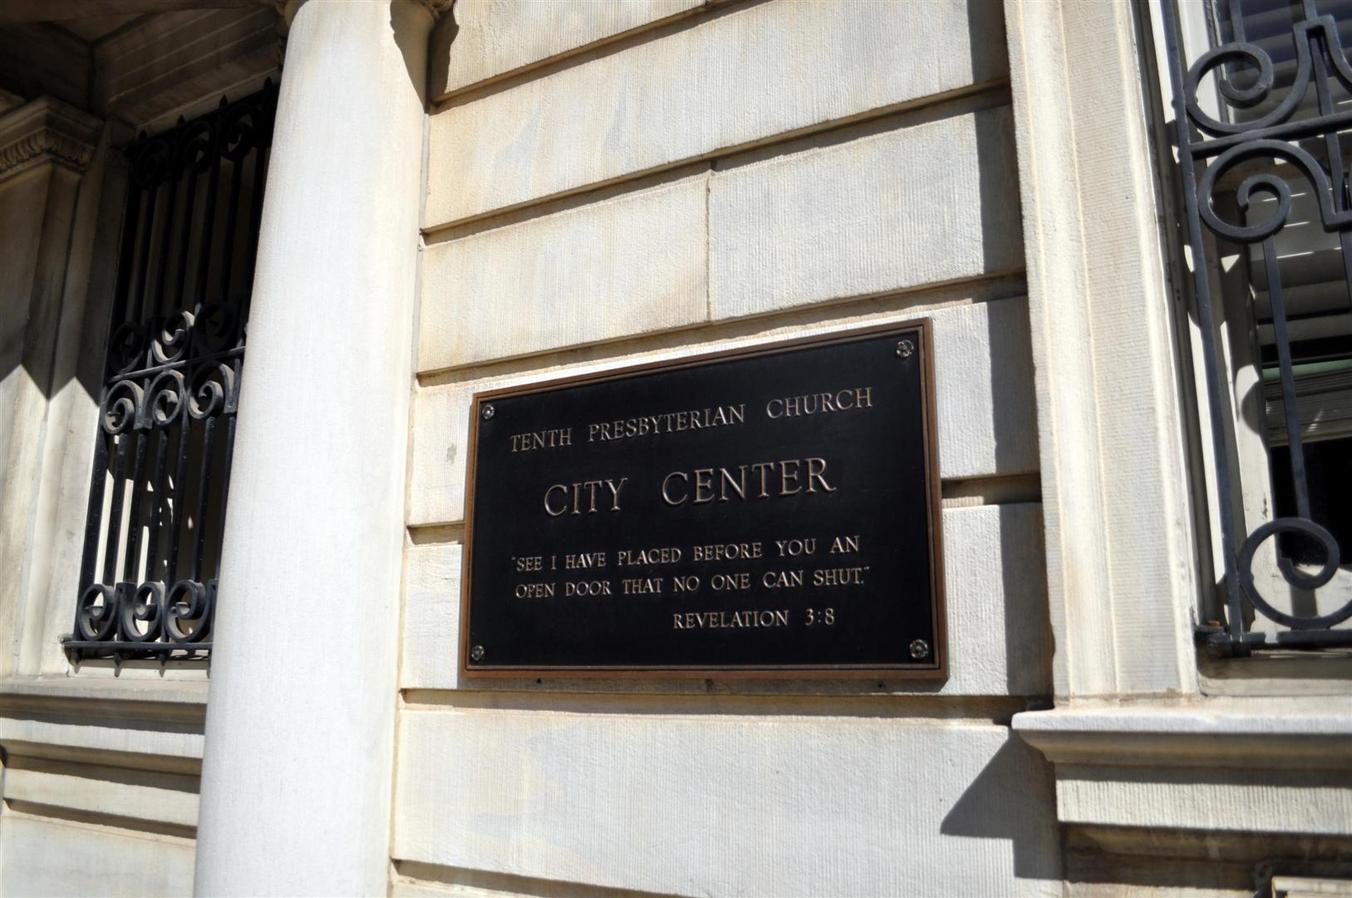 TENTH PRESBYTERIAN CHURCH
CITY CENTER
"SEE I HAVE PLACED BEFORE YOU AN
OPEN DOOR THAT NO ONE CAN SHUT."
REVELATION 3:8